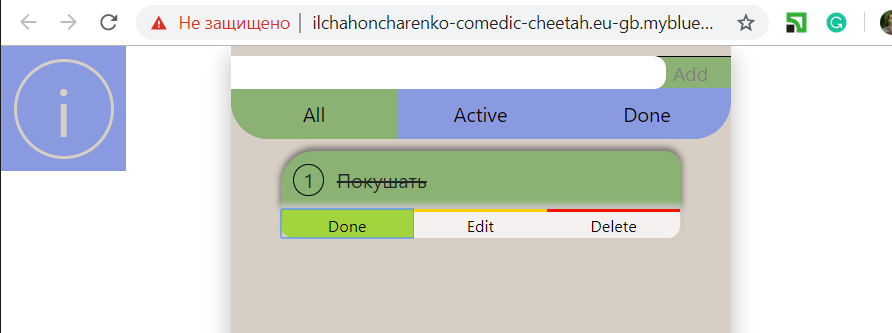 Не защищено | ilchahoncharenko-comedic-cheetah.eu-gb.myblue...
i
Add
All Active Done
1 Покушать
Done Edit Delete